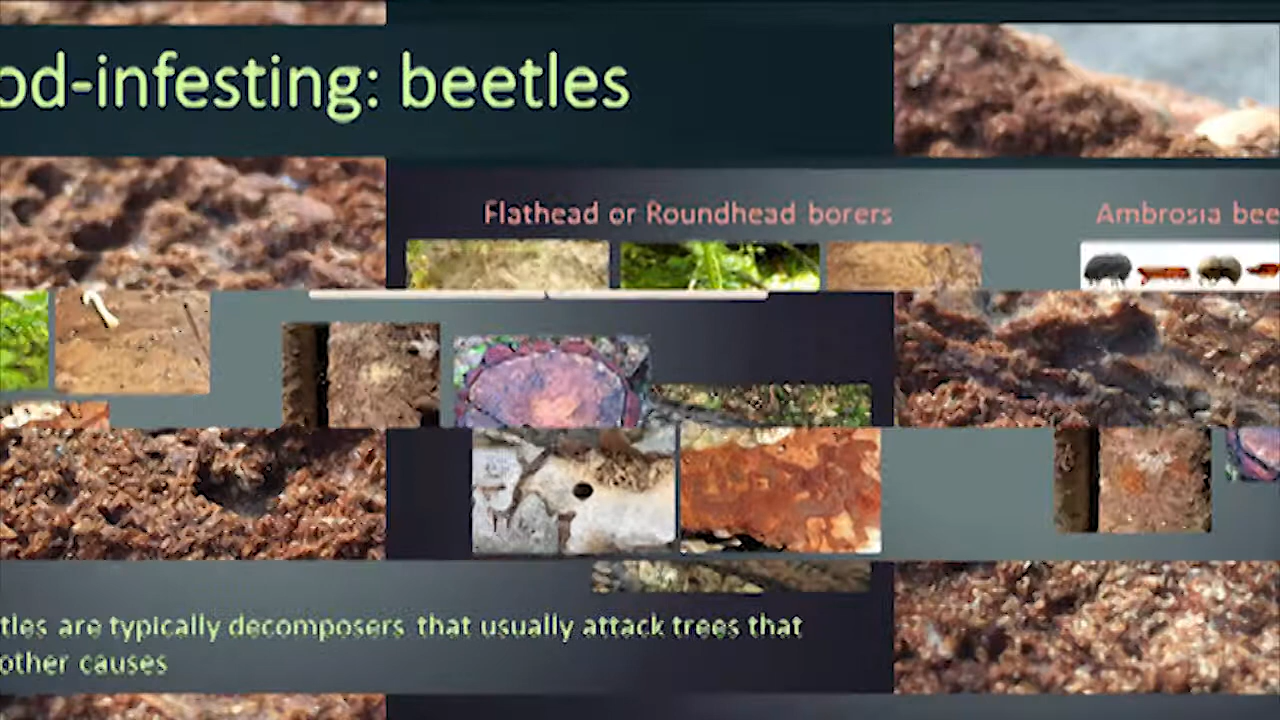 od-infesting: beetles
Flathead or Roundhead borers
Ambrosia bee
tles are typically decomposers that usually attack trees that
other causes